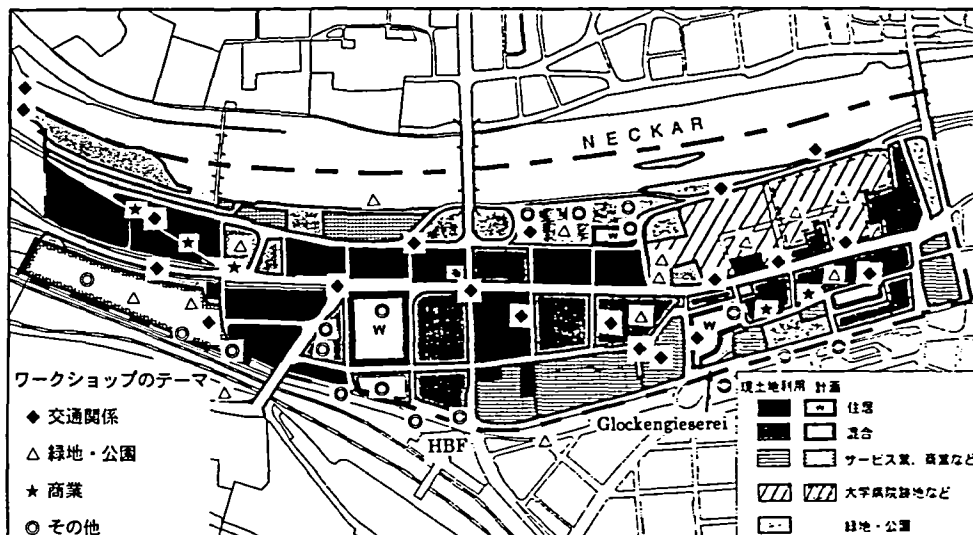 NECKAR
W
W
HBF
Glockengieserei
ワークショップのテーマ
◆ 交通関係
△ 緑地・公園
★ 商業
◎ その他
現土地利用 計画
住居
混合
サービス業、商業など
大学病院跡地など
緑地・公園